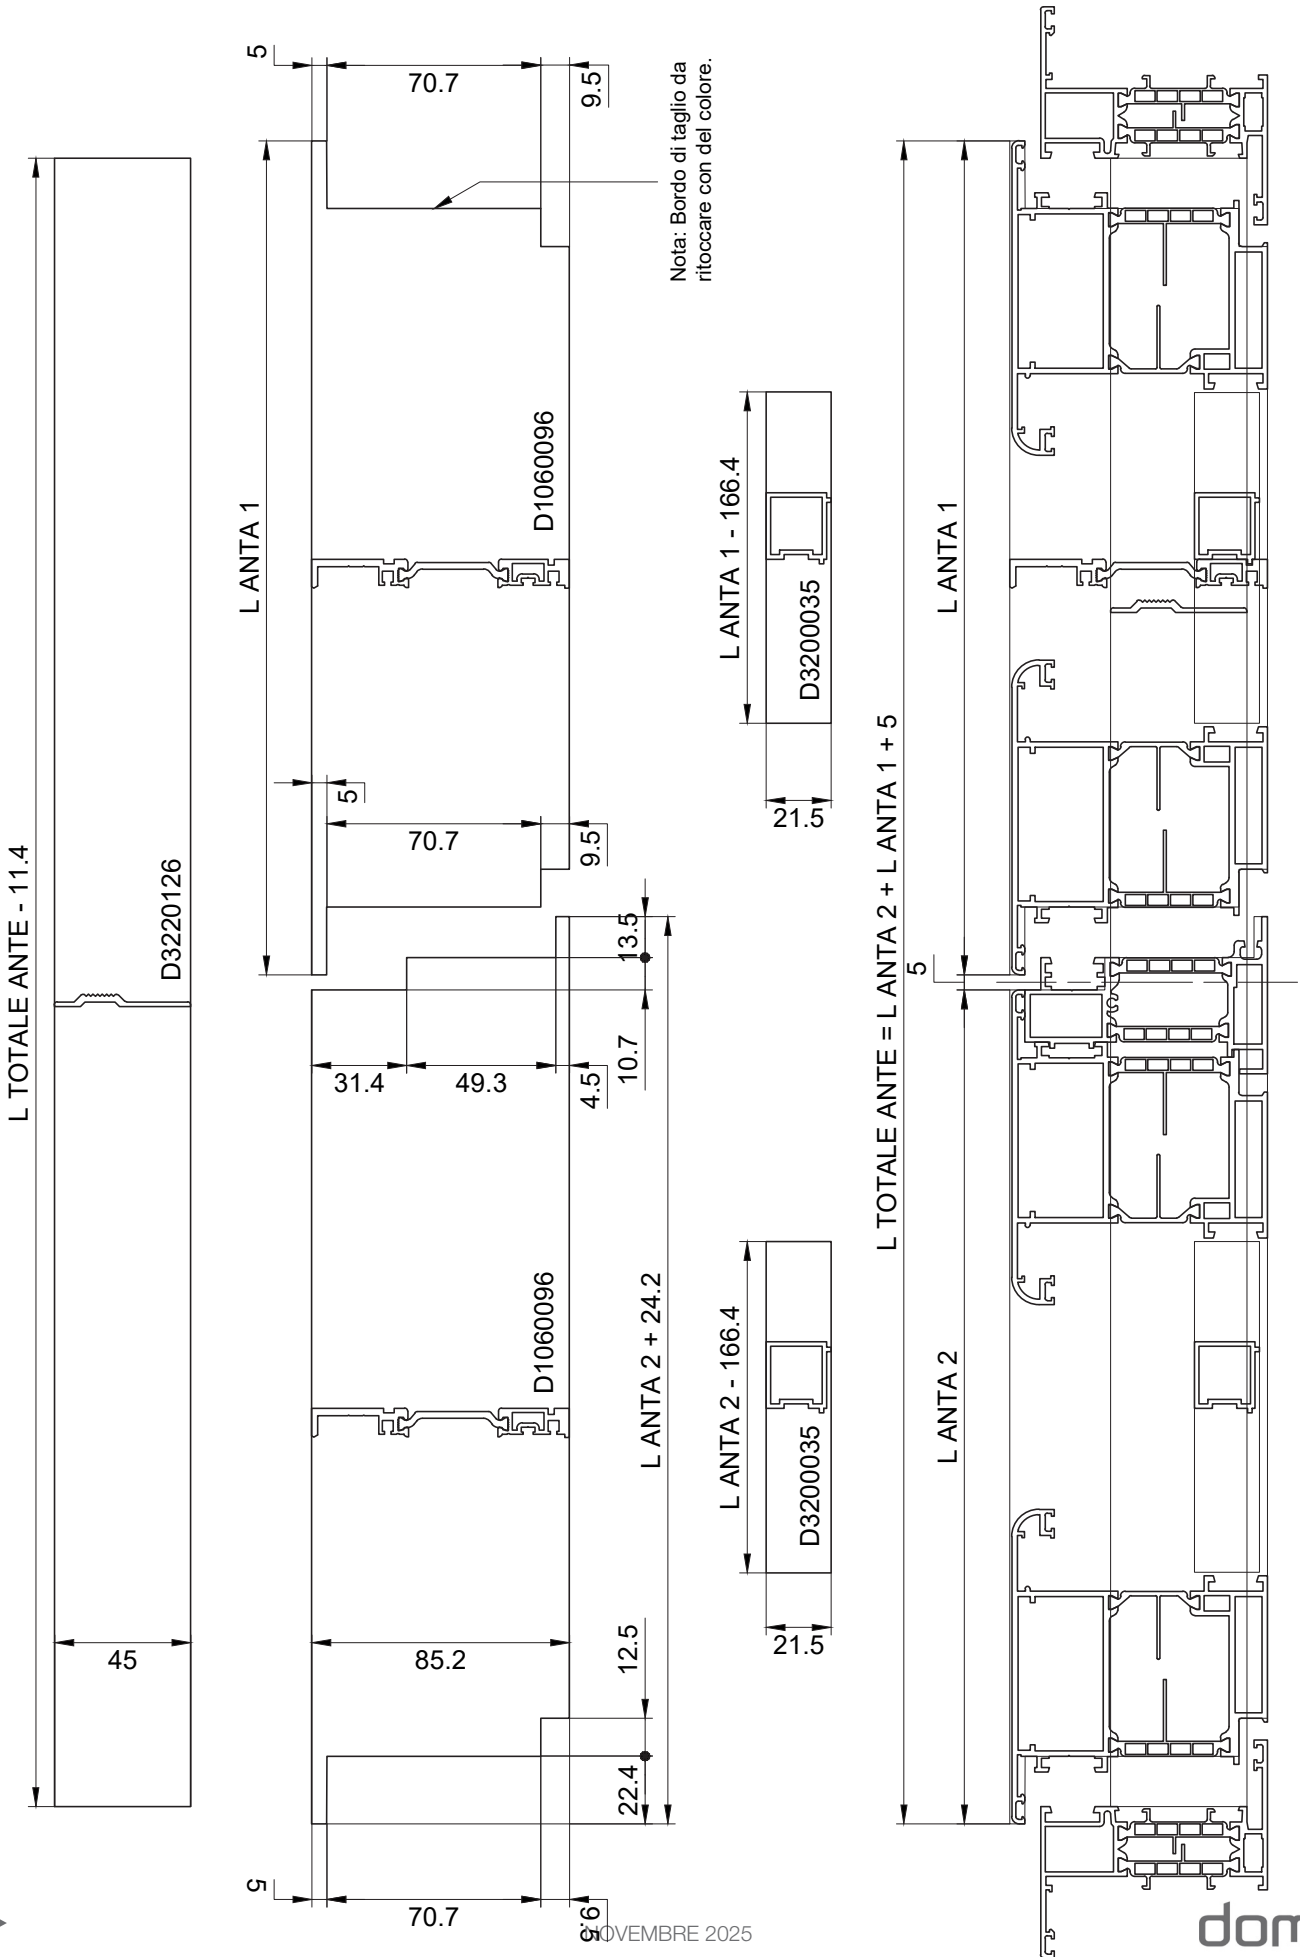 L TOTALE ANTE - 11.4
D3220126
45
L ANTA 1
5
70.7
9.5
Nota: Bordo di taglio da
ritoccare con del colore.
D1060096
5
70.7
9.5
13.5
10.7
31.4
49.3
4.5
D1060096
L ANTA 2 + 24.2
85.2
12.5
22.4
5
70.7
9.5
L ANTA 1 - 166.4
D3200035
21.5
L ANTA 2 - 166.4
D3200035
21.5
L TOTALE ANTE = L ANTA 2 + L ANTA 1 + 5
L ANTA 1
5
L ANTA 2
NOVEMBRE 2025
dom